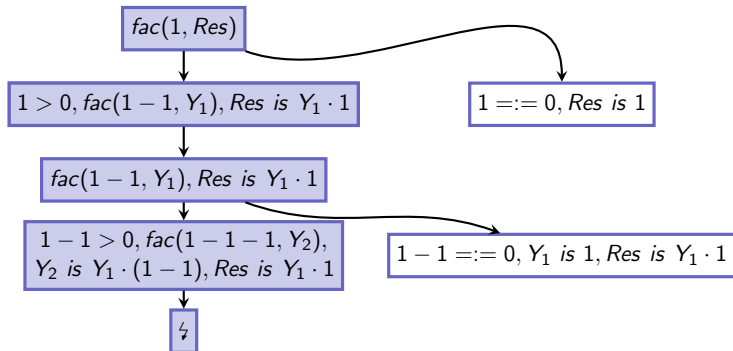 fac(1, Res)
1 > 0, fac(1 − 1, Y₁), Res is Y₁ · 1
1 =:= 0, Res is 1
fac(1 − 1, Y₁), Res is Y₁ · 1
1 − 1 > 0, fac(1 − 1 − 1, Y₂),
Y₂ is Y₁ · (1 − 1), Res is Y₁ · 1
1 − 1 =:= 0, Y₁ is 1, Res is Y₁ · 1
↯